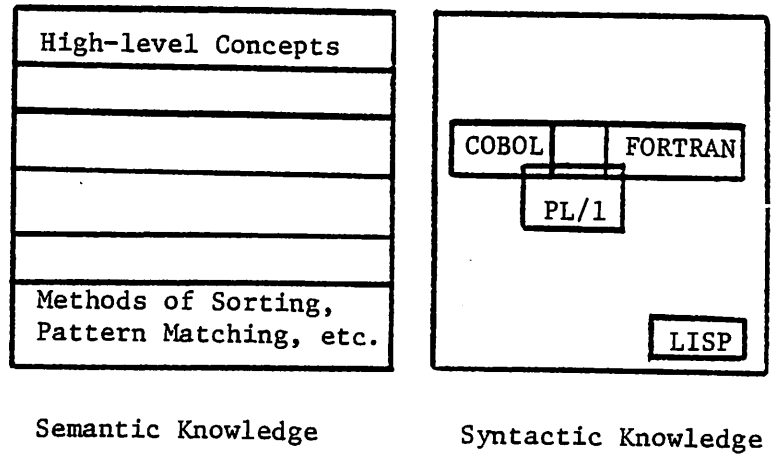 High-level Concepts
Methods of Sorting,
Pattern Matching, etc.
Semantic Knowledge
COBOL
FORTRAN
PL/1
LISP
Syntactic Knowledge